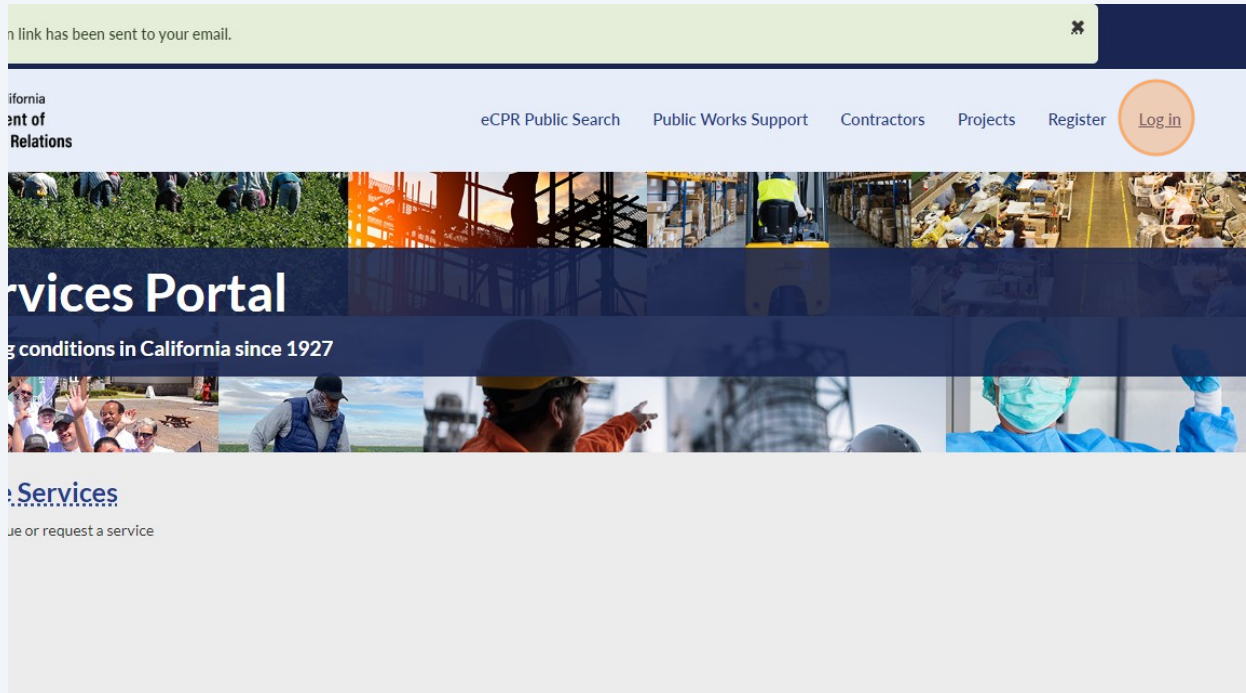 n link has been sent to your email. ✖
ifornia
ent of
Relations
eCPR Public Search Public Works Support Contractors Projects Register Log in
rvices Portal
g conditions in California since 1927
Services
ue or request a service